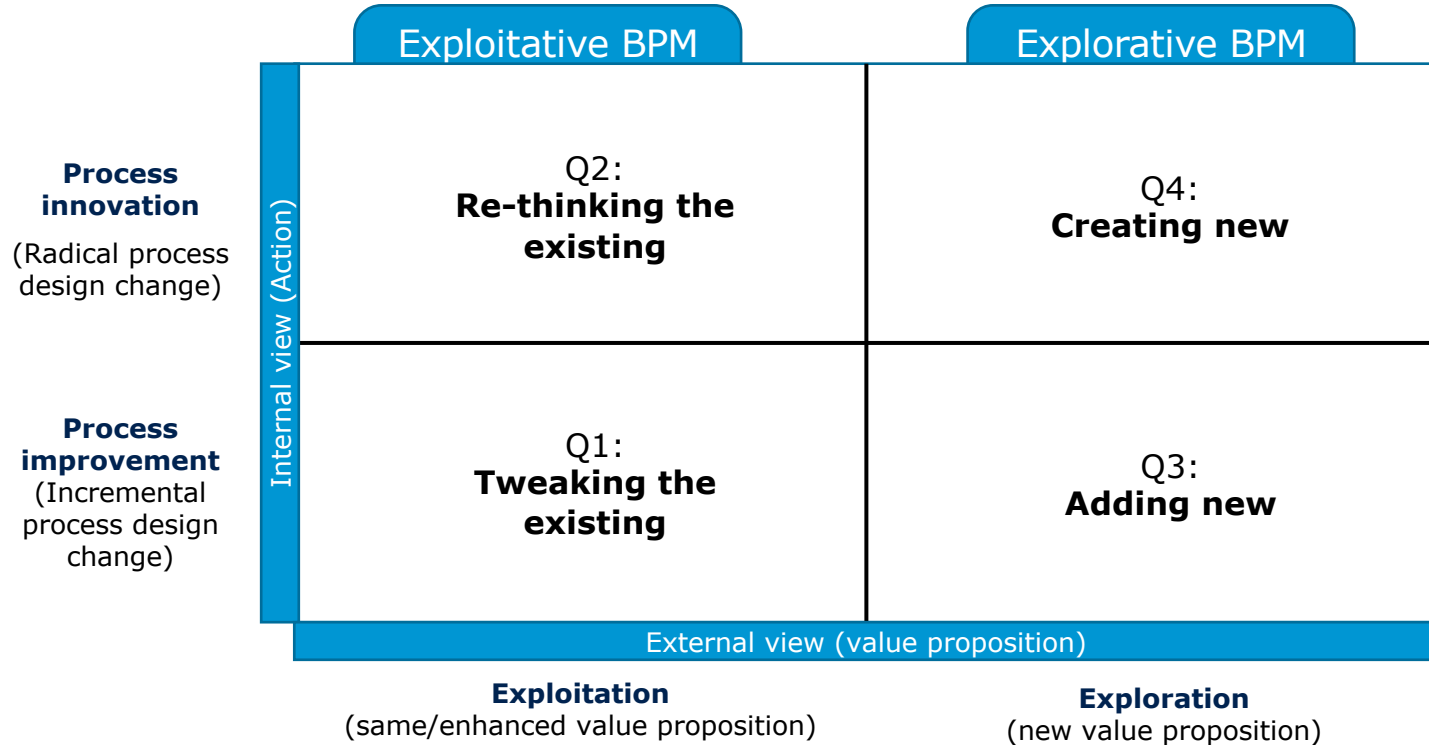 Exploitative BPM
Explorative BPM
Process
innovation
(Radical process
design change)
Internal view (Action)
Q2:
Re-thinking the
existing
Q4:
Creating new
Process
improvement
(Incremental
process design
change)
Q1:
Tweaking the
existing
Q3:
Adding new
External view (value proposition)
Exploitation
(same/enhanced value proposition)
Exploration
(new value proposition)